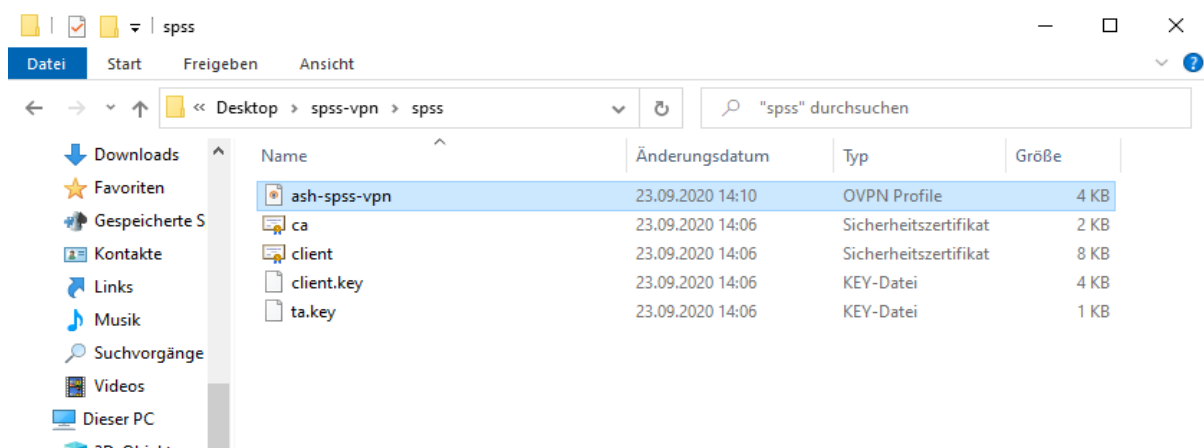 spss
Datei Start Freigeben Ansicht
« Desktop › spss-vpn › spss "spss" durchsuchen
Downloads Name Änderungsdatum Typ Größe
Favoriten ash-spss-vpn 23.09.2020 14:10 OVPN Profile 4 KB
Gespeicherte S ca 23.09.2020 14:06 Sicherheitszertifikat 2 KB
Kontakte client 23.09.2020 14:06 Sicherheitszertifikat 8 KB
Links client.key 23.09.2020 14:06 KEY-Datei 4 KB
Musik ta.key 23.09.2020 14:06 KEY-Datei 1 KB
Suchvorgänge
Videos
Dieser PC